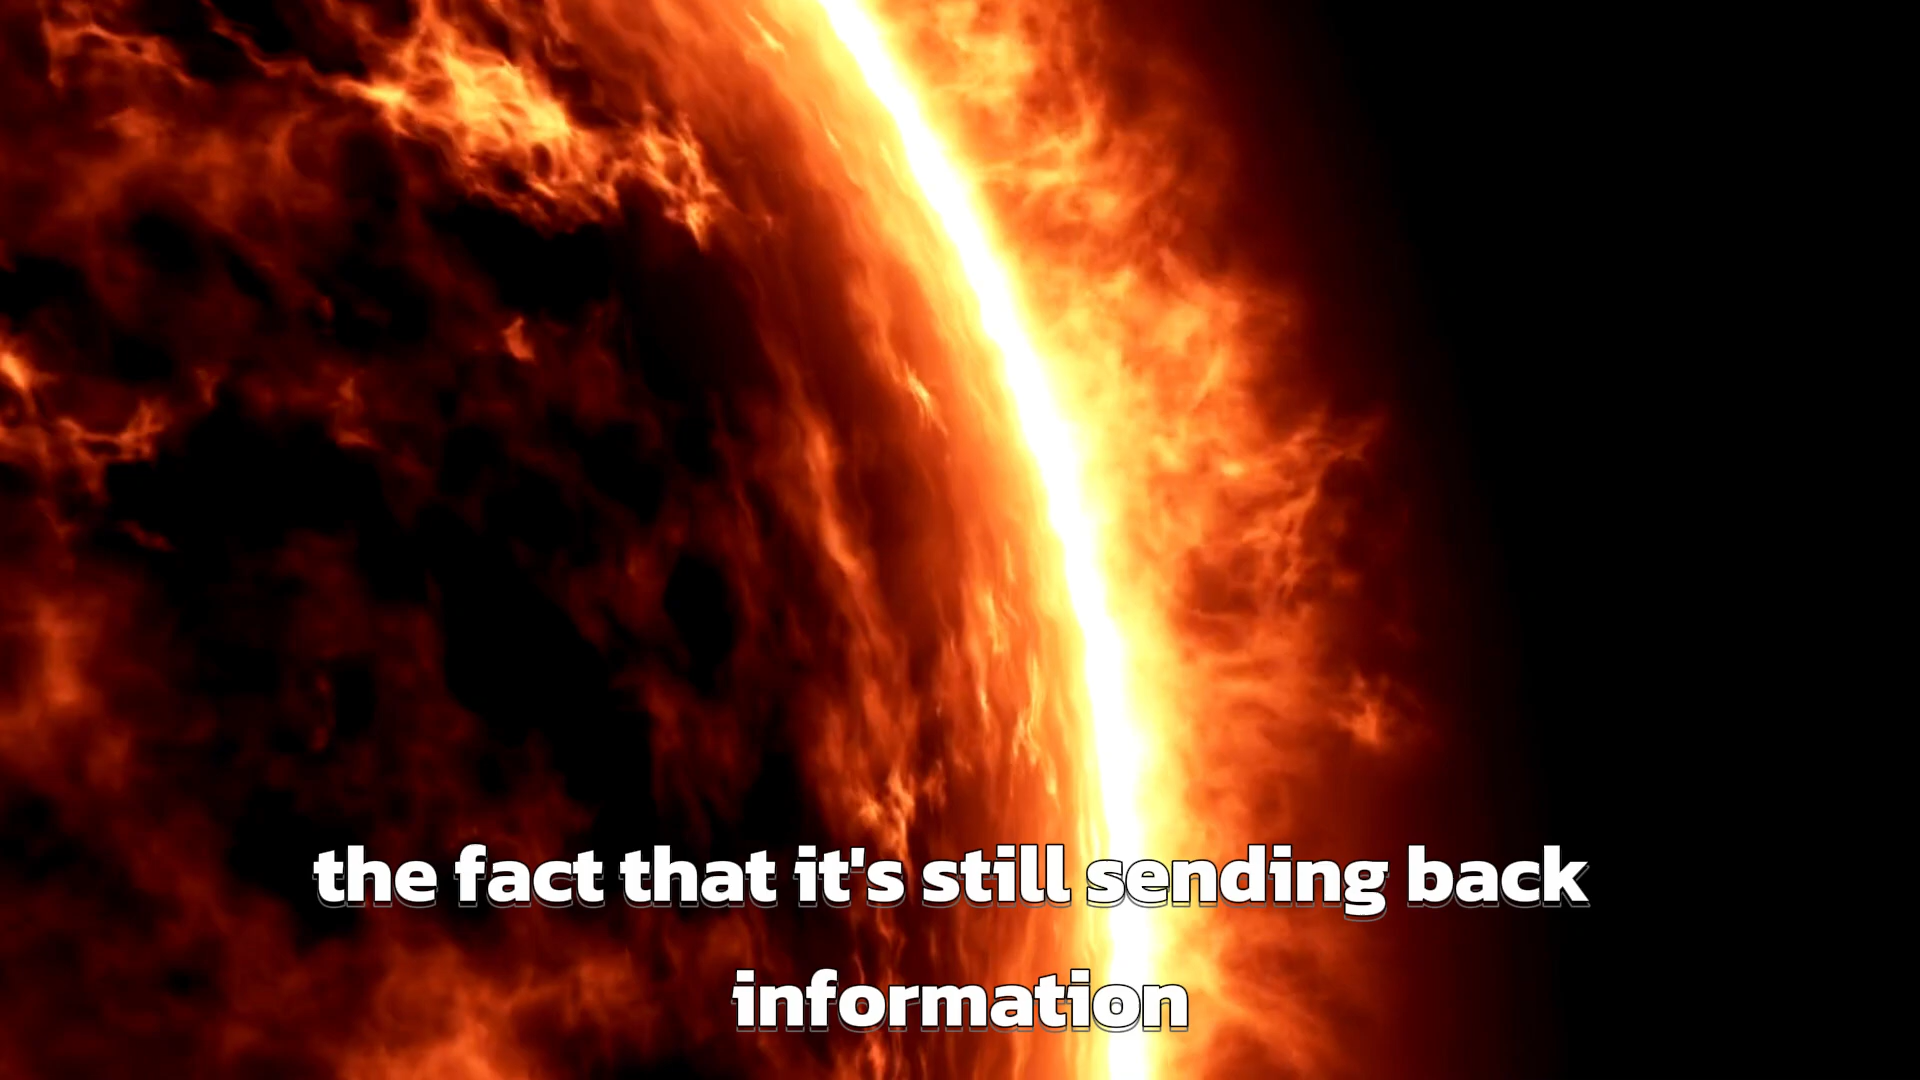 the fact that it's still sending back
information